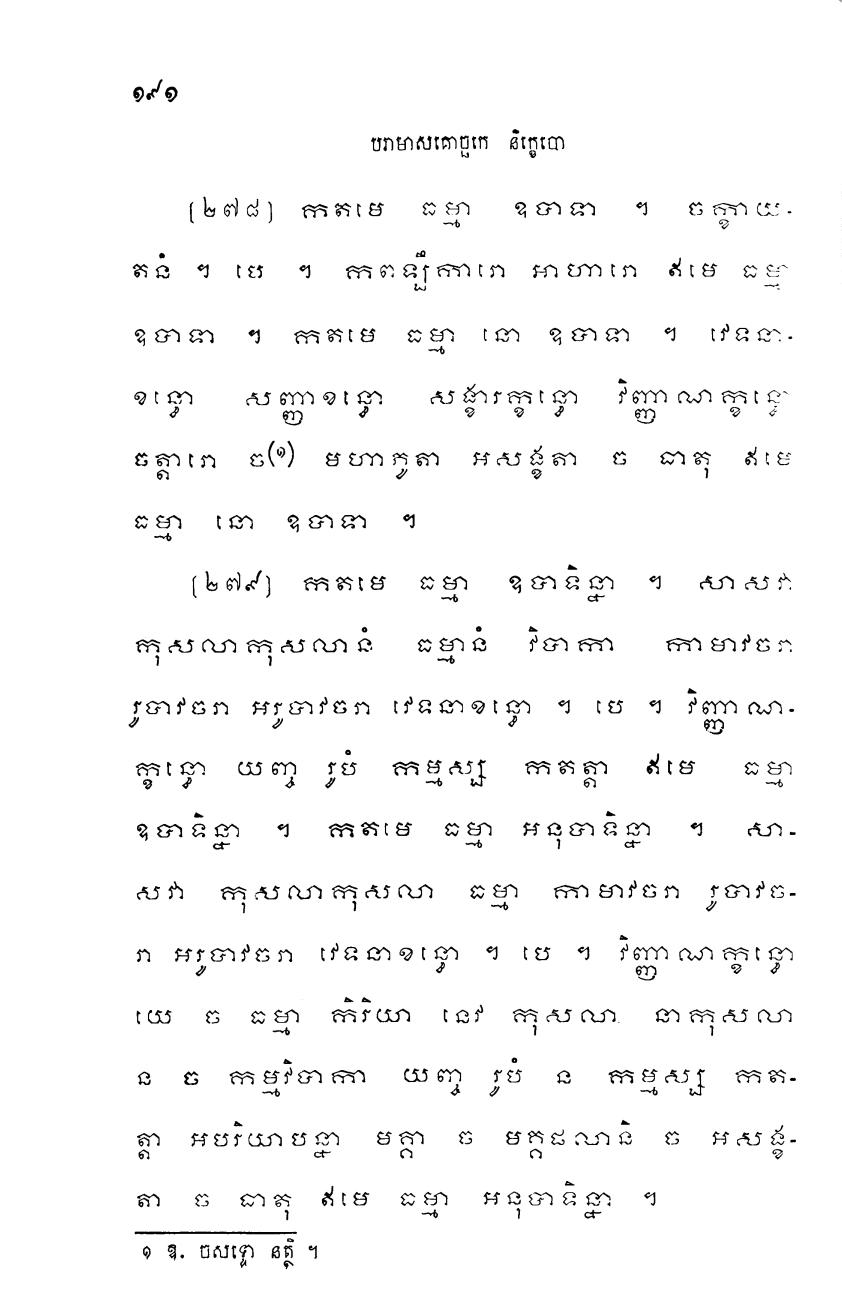 ១៩១
បរាមាសគោច្ឆកេ និក្ខេបោ
[២៧៨] កតមេ ធម្មា ឧបាទា ។ ចក្ខាយ-
តនំ ។ បេ ។ កពឡឹការោ អាហារោ ឥមេ ធម្មា
ឧបាទា ។ កតមេ ធម្មា នោ ឧបាទា ។ វេទនា-
ខន្ធោ សញ្ញាខន្ធោ សង្ខារក្ខន្ធោ វិញ្ញាណក្ខន្ធោ
ចត្តារោ ច(១) មហាភូតា អសង្ខតា ច ធាតុ ឥមេ
ធម្មា នោ ឧបាទា ។
[២៧៩] កតមេ ធម្មា ឧបាទិន្នា ។ សាសវា
កុសលាកុសលានំ ធម្មានំ វិបាកា កាមាវចរា
រូបាវចរា អរូបាវចរា វេទនាខន្ធោ ។ បេ ។ វិញ្ញាណ-
ក្ខន្ធោ យញ្ច រូបំ កម្មស្ស កតត្តា ឥមេ ធម្មា
ឧបាទិន្នា ។ កតមេ ធម្មា អនុបាទិន្នា ។ សា-
សវា កុសលាកុសលា ធម្មា កាមាវចរា រូបាវច-
រា អរូបាវចរា វេទនាខន្ធោ ។ បេ ។ វិញ្ញាណក្ខន្ធោ
យេ ច ធម្មា កិរិយា នេវ កុសលា នាកុសលា
ន ច កម្មវិបាកា យញ្ច រូបំ ន កម្មស្ស កត-
ត្តា អបរិយាបន្នា មគ្គា ច មគ្គផលានិ ច អសង្ខ-
តា ច ធាតុ ឥមេ ធម្មា អនុបាទិន្នា ។
១ ឱ. ចសទ្ទោ នត្ថិ ។